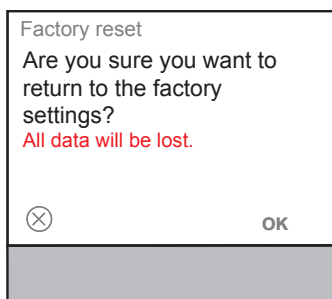 Factory reset
Are you sure you want to
return to the factory
settings?
All data will be lost.
OK